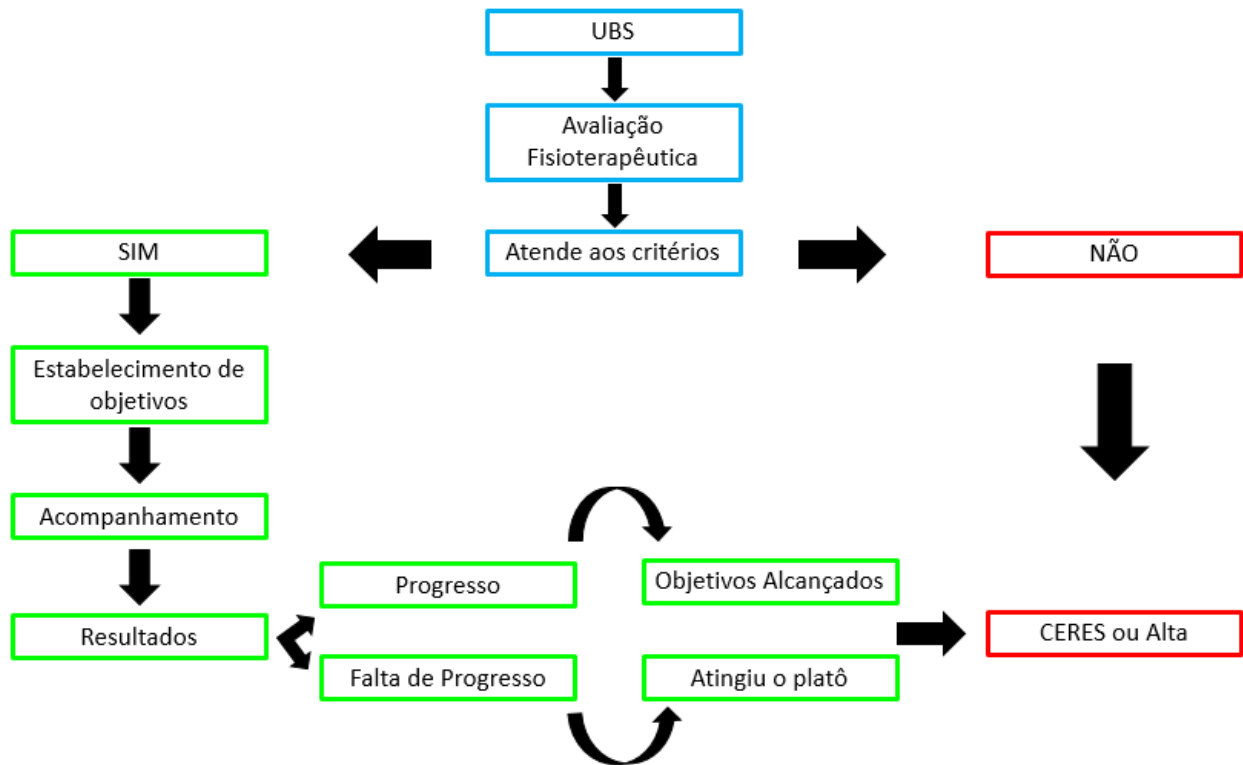 UBS
Avaliação
Fisioterapêutica
SIM
Atende aos critérios
NÃO
Estabelecimento de
objetivos
Acompanhamento
Progresso
Objetivos Alcançados
Resultados
CERES ou Alta
Falta de Progresso
Atingiu o platô